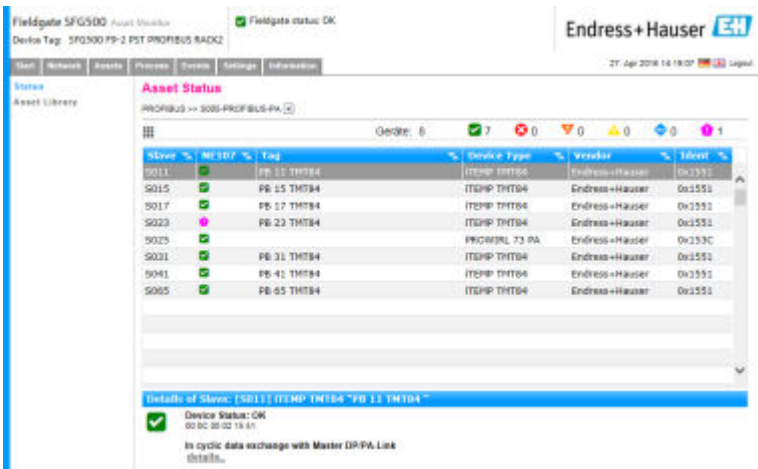 Fieldgate SFG500 Asset Monitor
Device Tag: SFG500 F9-2 PST PROFIBUS RACK2
Fieldgate status: OK
Endress+Hauser EH
Start Network Assets Process Events Settings Information
27. Apr 2016 14:19:07 Logout
Status
Asset Library
Asset Status
PROFIBUS >> S005-PROFIBUS-PA
Geräte: 8 7 0 0 0 0 1
Slave NE107 Tag Device Type Vendor Ident
S011 PB 11 TMT84 ITEMP TMT84 Endress+Hauser 0x1551
S015 PB 15 TMT84 ITEMP TMT84 Endress+Hauser 0x1551
S017 PB 17 TMT84 ITEMP TMT84 Endress+Hauser 0x1551
S023 PB 23 TMT84 ITEMP TMT84 Endress+Hauser 0x1551
S025 PROWIRL 73 PA Endress+Hauser 0x153C
S031 PB 31 TMT84 ITEMP TMT84 Endress+Hauser 0x1551
S041 PB 41 TMT84 ITEMP TMT84 Endress+Hauser 0x1551
S065 PB 65 TMT84 ITEMP TMT84 Endress+Hauser 0x1551
Details of Slave: [S011] ITEMP TMT84 "PB 11 TMT84 "
Device Status: OK
In cyclic data exchange with Master DP/PA-Link
details...